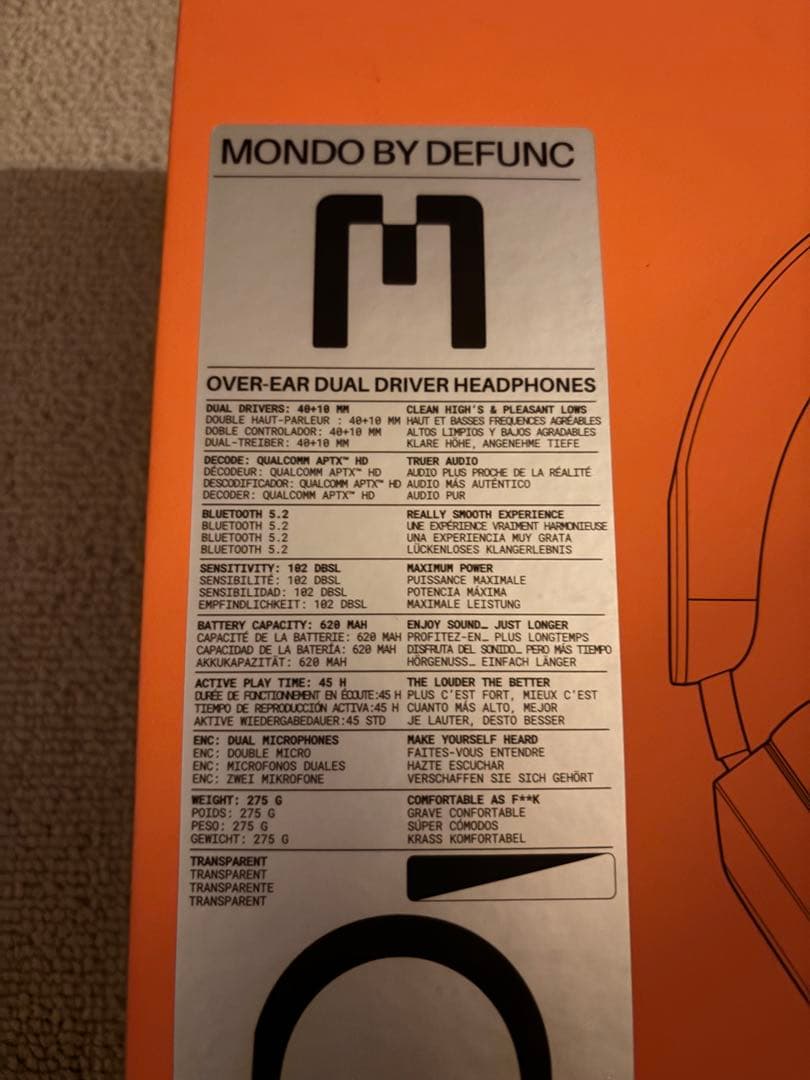 MONDO BY DEFUNC
M
OVER-EAR DUAL DRIVER HEADPHONES
DUAL DRIVERS: 40+10 MM CLEAN HIGH'S & PLEASANT LOWS
DOUBLE HAUT-PARLEUR : 40+10 MM HAUT ET BASSES FREQUENCES AGRÉABLES
DOBLE CONTROLADOR: 40+10 MM ALTOS LIMPIOS Y BAJOS AGRADABLES
DUAL-TREIBER: 40+10 MM KLARE HÖHE, ANGENEHME TIEFE
DECODE: QUALCOMM APTX™ HD TRUER AUDIO
DÉCODEUR: QUALCOMM APTX™ HD AUDIO PLUS PROCHE DE LA RÉALITÉ
DESCODIFICADOR: QUALCOMM APTX™ HD AUDIO MÁS AUTÉNTICO
DECODER: QUALCOMM APTX™ HD AUDIO PUR
BLUETOOTH 5.2 REALLY SMOOTH EXPERIENCE
BLUETOOTH 5.2 UNE EXPÉRIENCE VRAIMENT HARMONIEUSE
BLUETOOTH 5.2 UNA EXPERIENCIA MUY GRATA
BLUETOOTH 5.2 LÜCKENLOSES KLANGERLEBNIS
SENSITIVITY: 102 DBSL MAXIMUM POWER
SENSIBILITÉ: 102 DBSL PUISSANCE MAXIMALE
SENSIBILIDAD: 102 DBSL POTENCIA MÁXIMA
EMPFINDLICHKEIT: 102 DBSL MAXIMALE LEISTUNG
BATTERY CAPACITY: 620 MAH ENJOY SOUND… JUST LONGER
CAPACITÉ DE LA BATTERIE: 620 MAH PROFITEZ-EN… PLUS LONGTEMPS
CAPACIDAD DE LA BATERÍA: 620 MAH DISFRUTA DEL SONIDO… PERO MÁS TIEMPO
AKKUKAPAZITÄT: 620 MAH HÖRGENUSS… EINFACH LÄNGER
ACTIVE PLAY TIME: 45 H THE LOUDER THE BETTER
DURÉE DE FONCTIONNEMENT EN ÉCOUTE:45 H PLUS C'EST FORT, MIEUX C'EST
TIEMPO DE REPRODUCCIÓN ACTIVA:45 H CUANTO MÁS ALTO, MEJOR
AKTIVE WIEDERGABEDAUER:45 STD JE LAUTER, DESTO BESSER
ENC: DUAL MICROPHONES MAKE YOURSELF HEARD
ENC: DOUBLE MICRO FAITES-VOUS ENTENDRE
ENC: MICROFONOS DUALES HAZTE ESCUCHAR
ENC: ZWEI MIKROFONE VERSCHAFFEN SIE SICH GEHÖRT
WEIGHT: 275 G COMFORTABLE AS F**K
POIDS: 275 G GRAVE CONFORTABLE
PESO: 275 G SÚPER CÓMODOS
GEWICHT: 275 G KRASS KOMFORTABEL
TRANSPARENT
TRANSPARENT
TRANSPARENTE
TRANSPARENT